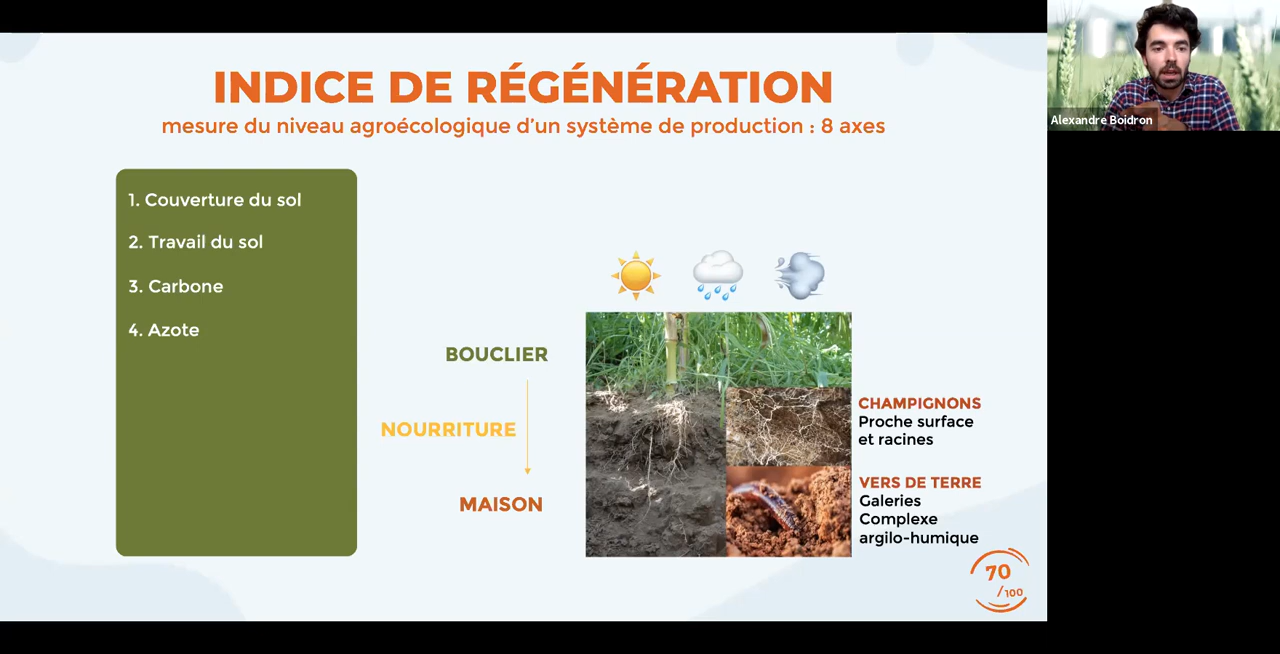 INDICE DE RÉGÉNÉRATION
mesure du niveau agroécologique d'un système de production : 8 axes
Alexandre Boidron
1. Couverture du sol
2. Travail du sol
3. Carbone
4. Azote
BOUCLIER
NOURRITURE
MAISON
CHAMPIGNONS
Proche surface
et racines
VERS DE TERRE
Galeries
Complexe
argilo-humique
70
/100